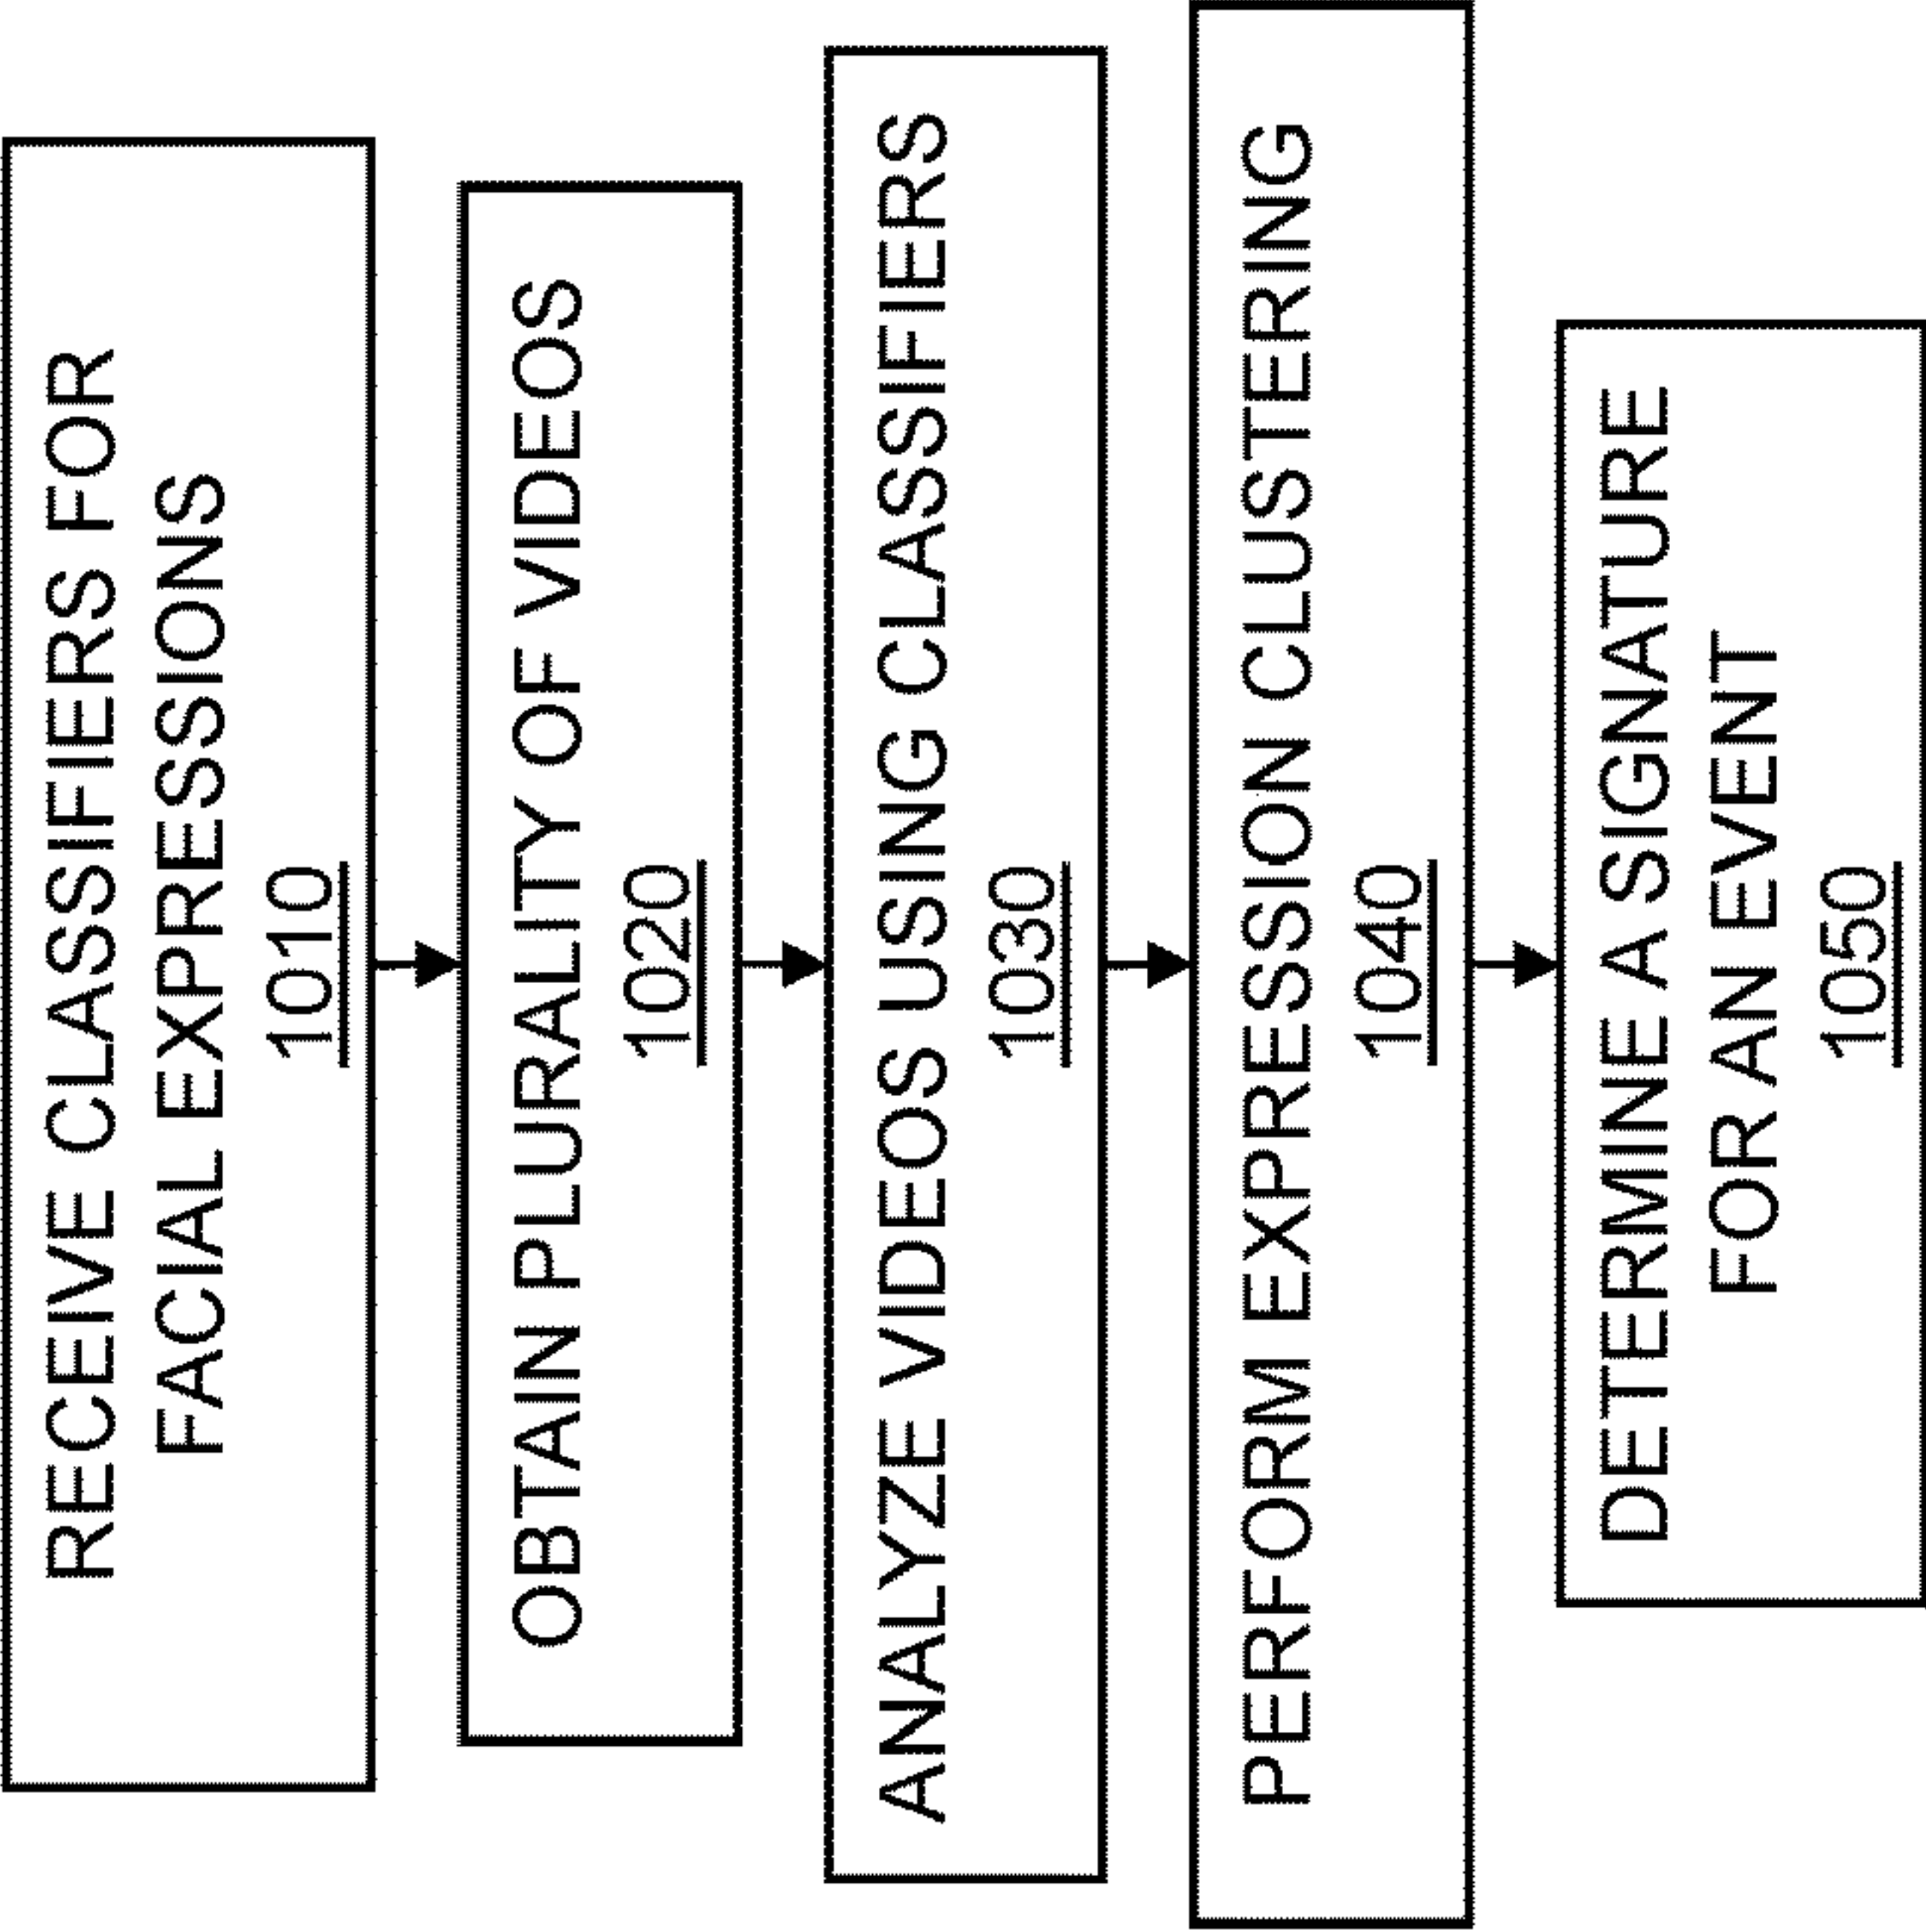 RECEIVE CLASSIFIERS FOR
FACIAL EXPRESSIONS
1010
OBTAIN PLURALITY OF VIDEOS
1020
ANALYZE VIDEOS USING CLASSIFIERS
1030
PERFORM EXPRESSION CLUSTERING
1040
DETERMINE A SIGNATURE
FOR AN EVENT
1050